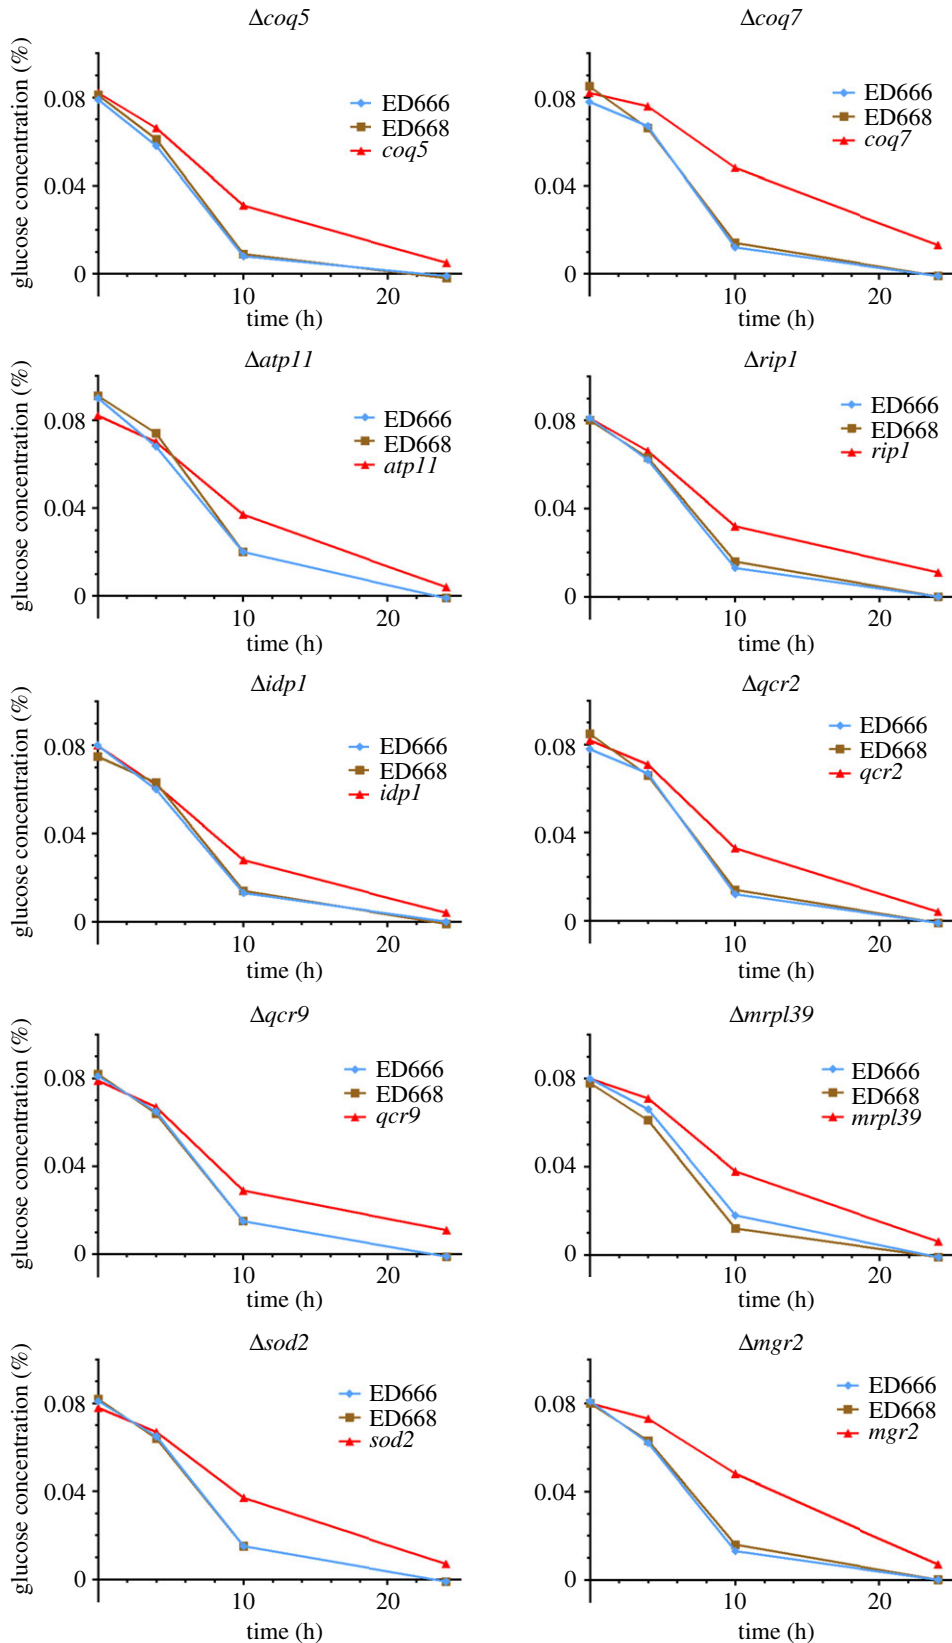 Δcoq5
glucose concentration (%)
0.08
0.04
0
10
20
time (h)
ED666
ED668
coq5
Δcoq7
0.08
0.04
0
10
20
time (h)
ED666
ED668
coq7
Δatp11
glucose concentration (%)
0.08
0.04
0
10
20
time (h)
ED666
ED668
atp11
Δrip1
0.08
0.04
0
10
20
time (h)
ED666
ED668
rip1
Δidp1
glucose concentration (%)
0.08
0.04
0
10
20
time (h)
ED666
ED668
idp1
Δqcr2
0.08
0.04
0
10
20
time (h)
ED666
ED668
qcr2
Δqcr9
glucose concentration (%)
0.08
0.04
0
10
20
time (h)
ED666
ED668
qcr9
Δmrpl39
0.08
0.04
0
10
20
time (h)
ED666
ED668
mrpl39
Δsod2
glucose concentration (%)
0.08
0.04
0
10
20
time (h)
ED666
ED668
sod2
Δmgr2
0.08
0.04
0
10
20
time (h)
ED666
ED668
mgr2